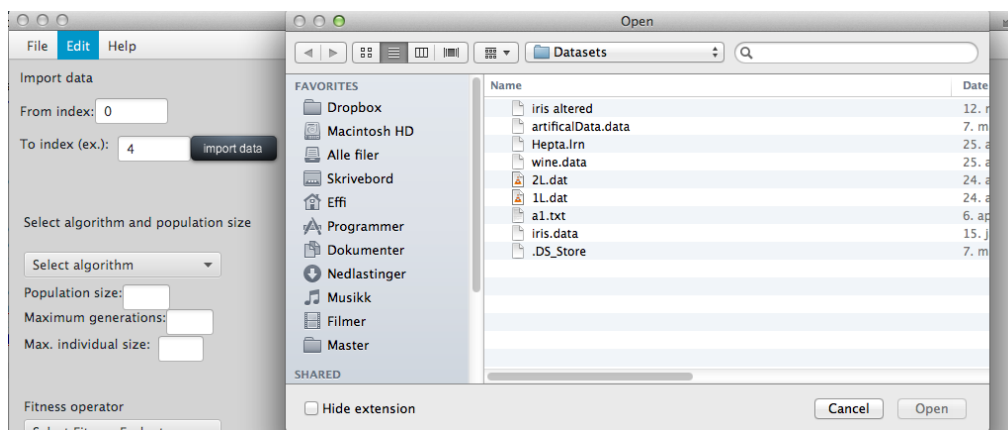 File Edit Help
Import data
From index: 0
To index (ex.): 4 import data
Select algorithm and population size
Select algorithm
Population size:
Maximum generations:
Max. individual size:
Fitness operator
Open
Datasets
FAVORITES
Dropbox
Macintosh HD
Alle filer
Skrivebord
Effi
Programmer
Dokumenter
Nedlastinger
Musikk
Filmer
Master
SHARED
Name Date
iris altered 12.
artificalData.data 7. m
Hepta.lrn 25. a
wine.data 25. a
2L.dat 24. a
1L.dat 24. a
a1.txt 6. ap
iris.data 15. j
.DS_Store 7. m
Hide extension Cancel Open